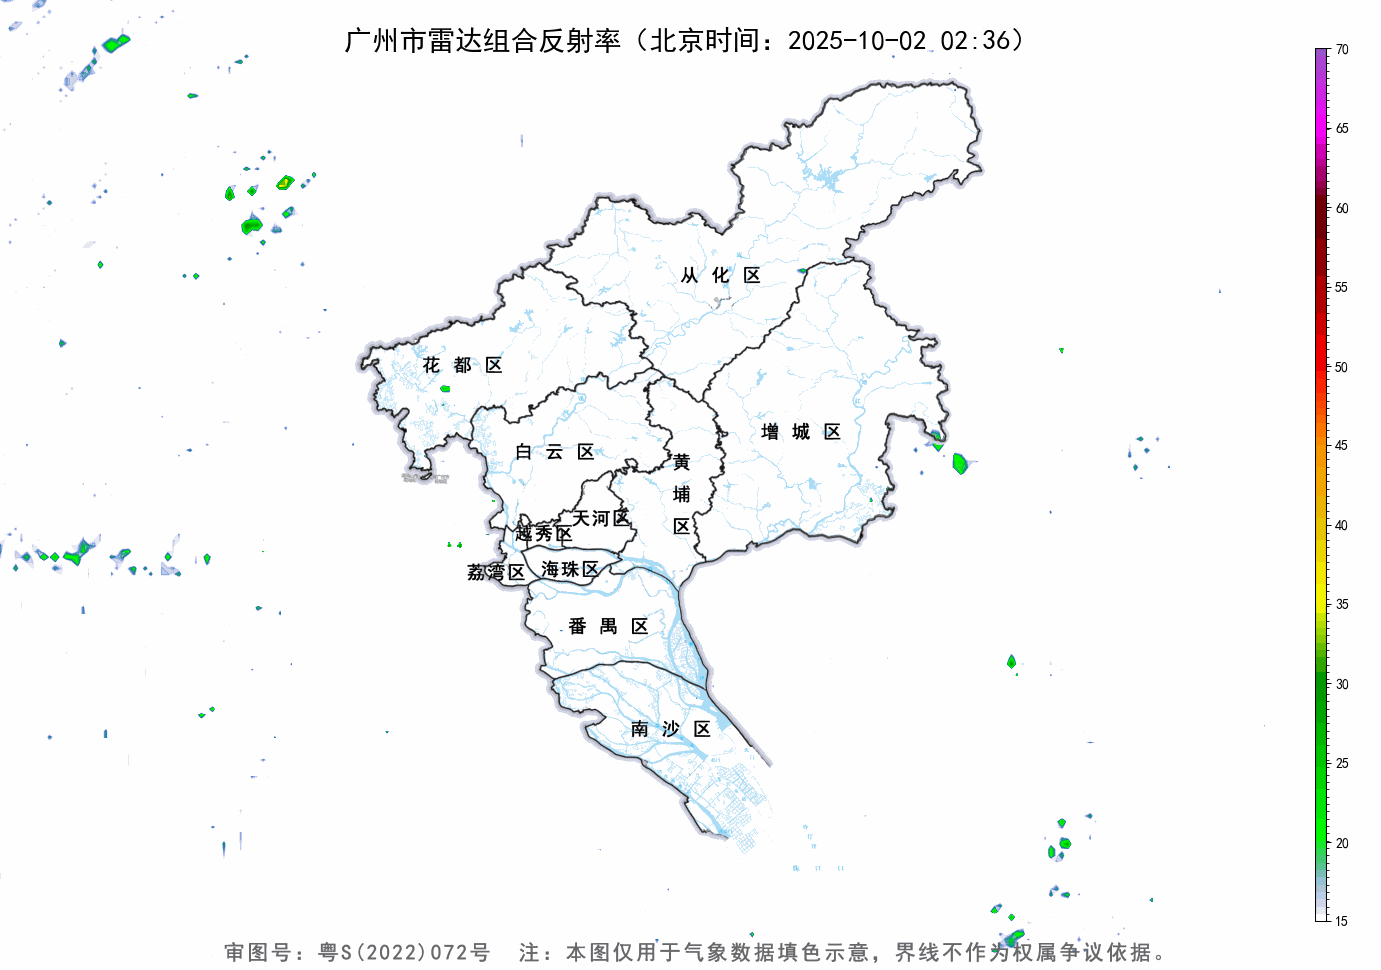 广州市雷达组合反射率（北京时间：2025-10-02 02:36）
70
65
60
55
50
45
40
35
30
25
20
15
从化区
花都区
增城区
白云区
黄埔区
天河区
越秀区
荔湾区
海珠区
番禺区
南沙区
审图号：粤S(2022)072号 注：本图仅用于气象数据填色示意，界线不作为权属争议依据。